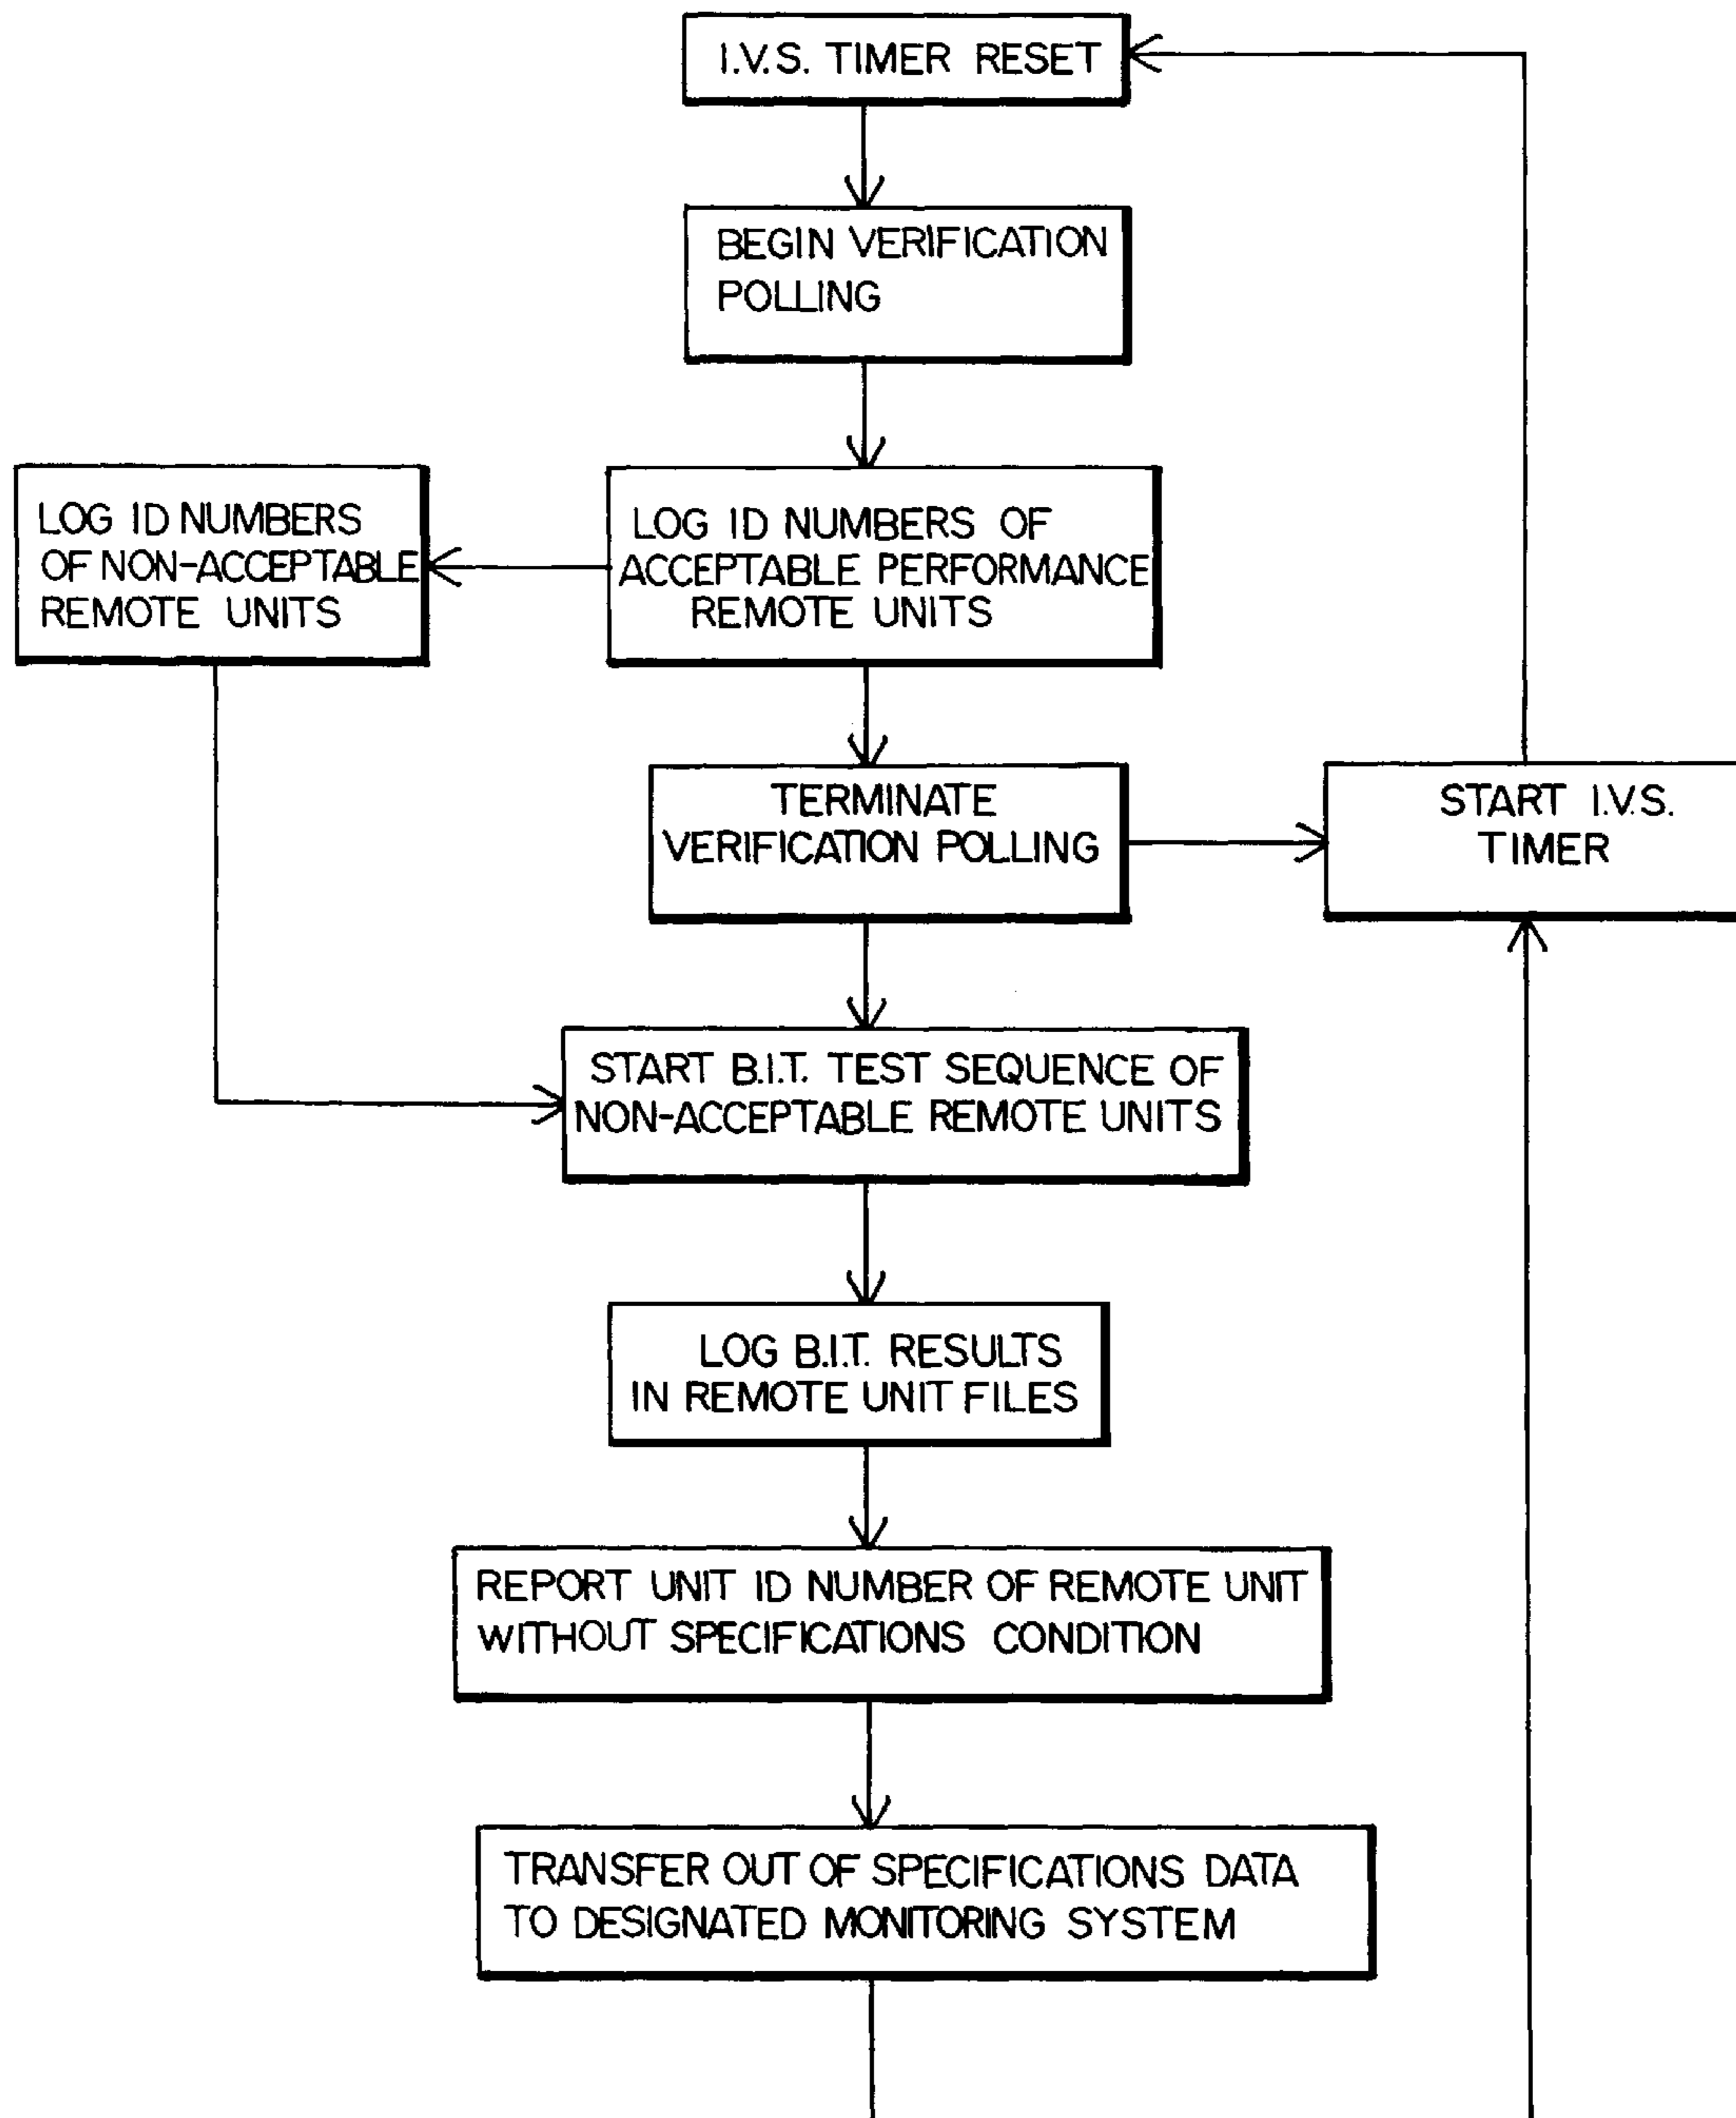 I.V.S. TIMER RESET
BEGIN VERIFICATION
POLLING
LOG ID NUMBERS
OF NON-ACCEPTABLE
REMOTE UNITS
LOG ID NUMBERS OF
ACCEPTABLE PERFORMANCE
REMOTE UNITS
TERMINATE
VERIFICATION POLLING
START I.V.S.
TIMER
START B.I.T. TEST SEQUENCE OF
NON-ACCEPTABLE REMOTE UNITS
LOG B.I.T. RESULTS
IN REMOTE UNIT FILES
REPORT UNIT ID NUMBER OF REMOTE UNIT
WITHOUT SPECIFICATIONS CONDITION
TRANSFER OUT OF SPECIFICATIONS DATA
TO DESIGNATED MONITORING SYSTEM